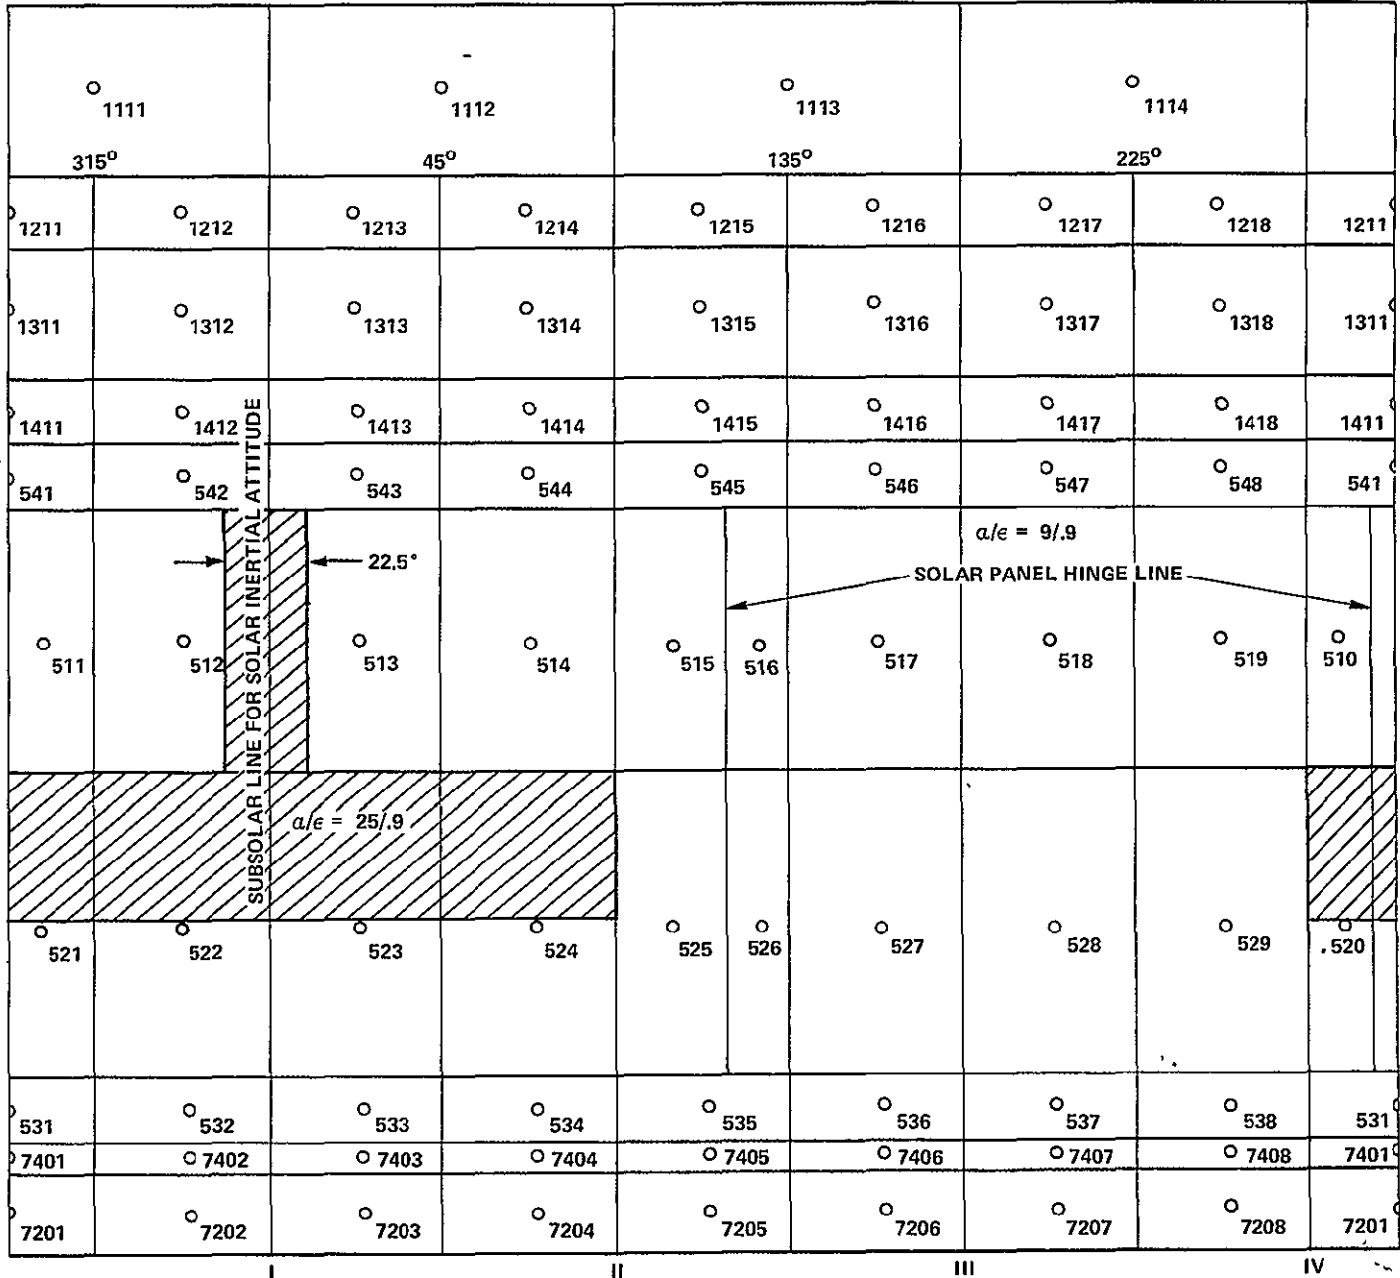 1111 1112 1113 1114
315° 45° 135° 225°
1211 1212 1213 1214 1215 1216 1217 1218 1211
1311 1312 1313 1314 1315 1316 1317 1318 1311
1411 1412 1413 1414 1415 1416 1417 1418 1411
541 542 543 544 545 546 547 548 541
SUBSOLAR LINE FOR SOLAR INERTIAL ATTITUDE
a/ϵ = 9/.9
22.5°
SOLAR PANEL HINGE LINE
511 512 513 514 515 516 517 518 519 510
a/ϵ = 25/.9
521 522 523 524 525 526 527 528 529 .520
531 532 533 534 535 536 537 538 531
7401 7402 7403 7404 7405 7406 7407 7408 7401
7201 7202 7203 7204 7205 7206 7207 7208 7201
I II III IV